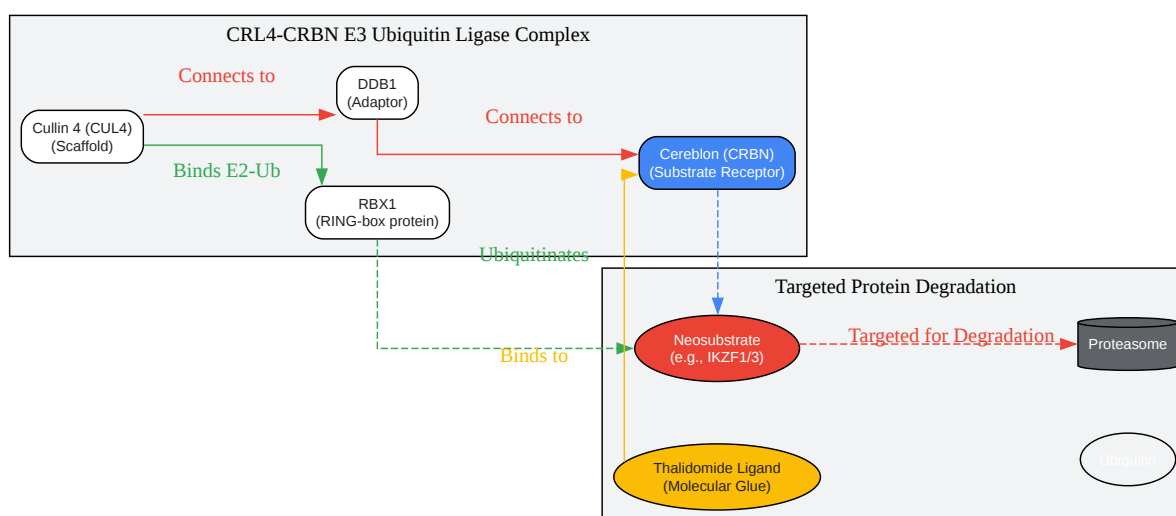 CRL4-CRBN E3 Ubiquitin Ligase Complex
Connects to
DDB1
(Adaptor)
Connects to
Cullin 4 (CUL4)
(Scaffold)
Binds E2-Ub
Cereblon (CRBN)
(Substrate Receptor)
RBX1
(RING-box protein)
Ubiquitinates
Targeted Protein Degradation
Neosubstrate
(e.g., IKZF1/3)
Targeted for Degradation
Proteasome
Binds to
Thalidomide Ligand
(Molecular Glue)
Ubiquitin